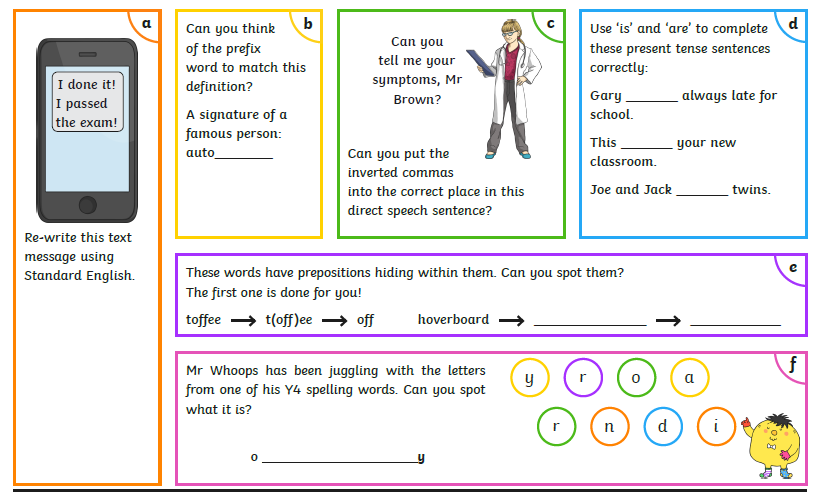 a
I done it!
I passed
the exam!
Re-write this text
message using
Standard English.
b
Can you think
of the prefix
word to match this
definition?
A signature of a
famous person:
auto________
c
Can you
tell me your
symptoms, Mr
Brown?
Can you put the
inverted commas
into the correct place in this
direct speech sentence?
d
Use ‘is’ and ‘are’ to complete
these present tense sentences
correctly:
Gary _______ always late for
school.
This _______ your new
classroom.
Joe and Jack _______ twins.
e
These words have prepositions hiding within them. Can you spot them?
The first one is done for you!
toffee → t(off)ee → off hoverboard → _______________ → ____________
f
Mr Whoops has been juggling with the letters
from one of his Y4 spelling words. Can you spot
what it is?
y r o a
r n d i
o _____________________y